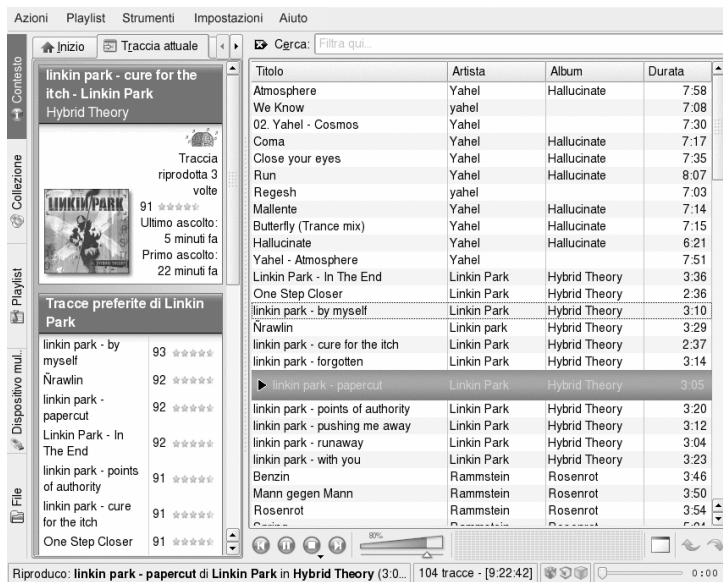 Azioni Playlist Strumenti Impostazioni Aiuto
Contesto
Collezione
Playlist
Dispositivo mul.
File
Inizio Traccia attuale
linkin park - cure for the
itch - Linkin Park
Hybrid Theory
LINKIN PARK
Traccia
riprodotta 3
volte
91
Ultimo ascolto:
5 minuti fa
Primo ascolto:
22 minuti fa
Tracce preferite di Linkin
Park
linkin park - by
myself 93
Ñrawlin 92
linkin park -
papercut 92
Linkin Park - In
The End 92
linkin park - points
of authority 91
linkin park - cure
for the itch 91
One Step Closer 91
Cerca: Filtra qui...
Titolo Artista Album Durata
Atmosphere Yahel Hallucinate 7:58
We Know yahel 7:08
02. Yahel - Cosmos Yahel 7:30
Coma Yahel Hallucinate 7:17
Close your eyes Yahel Hallucinate 7:35
Run Yahel Hallucinate 8:07
Regesh yahel 7:03
Mallente Yahel Hallucinate 7:14
Butterfly (Trance mix) Yahel Hallucinate 7:15
Hallucinate Yahel Hallucinate 6:21
Yahel - Atmosphere Yahel 7:51
Linkin Park - In The End Linkin Park Hybrid Theory 3:36
One Step Closer Linkin Park Hybrid Theory 2:36
linkin park - by myself Linkin Park Hybrid Theory 3:10
Ñrawlin Linkin park Hybrid Theory 3:29
linkin park - cure for the itch Linkin Park Hybrid Theory 2:37
linkin park - forgotten Linkin Park Hybrid Theory 3:14
linkin park - papercut Linkin Park Hybrid Theory 3:05
linkin park - points of authority Linkin Park Hybrid Theory 3:20
linkin park - pushing me away Linkin Park Hybrid Theory 3:12
linkin park - runaway Linkin Park Hybrid Theory 3:04
linkin park - with you Linkin Park Hybrid Theory 3:23
Benzin Rammstein Rosenrot 3:46
Mann gegen Mann Rammstein Rosenrot 3:50
Rosenrot Rammstein Rosenrot 3:54
80%
Riproduco: linkin park - papercut di Linkin Park in Hybrid Theory (3:0... 104 tracce - [9:22:42] 0:00